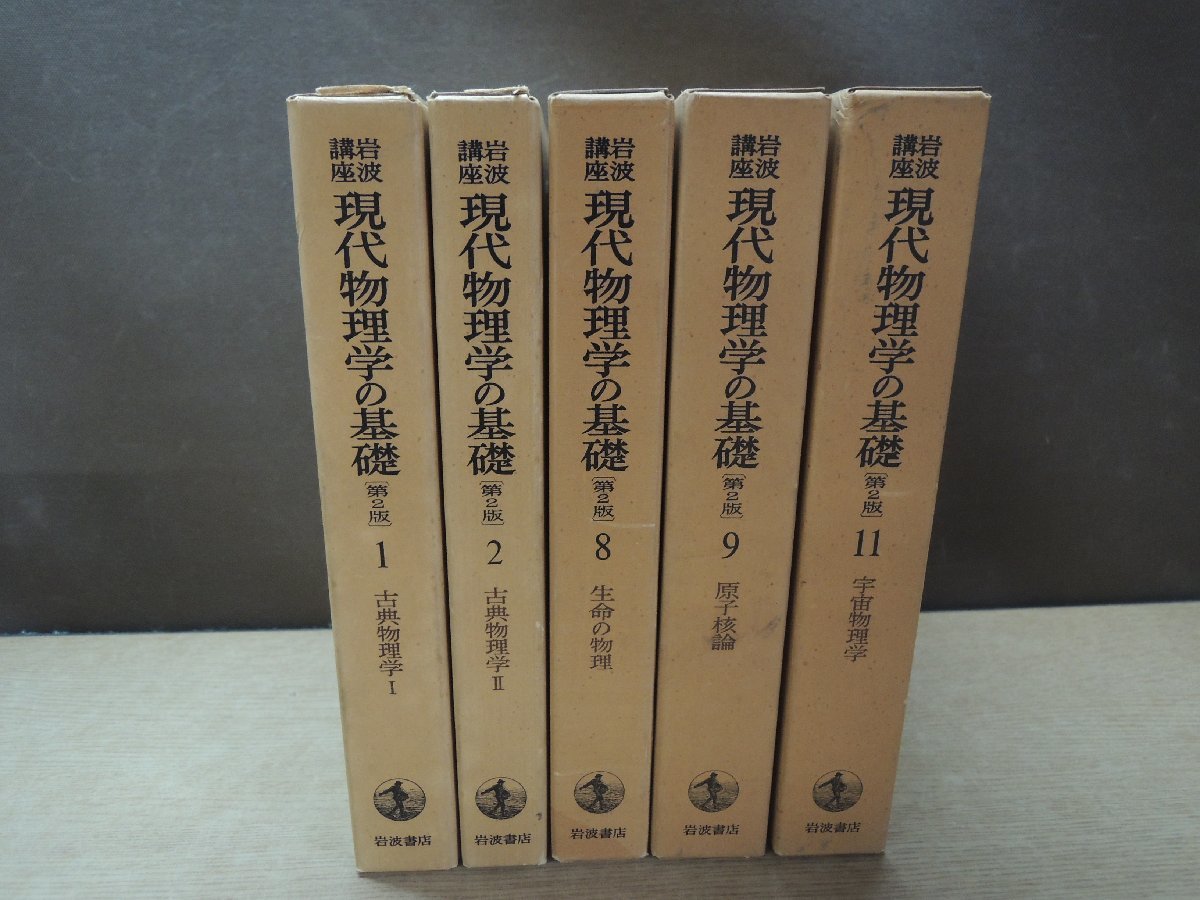 岩波講座
現代物理学の基礎
〔第2版〕
1
古典物理学Ⅰ
岩波書店
岩波講座
現代物理学の基礎
〔第2版〕
2
古典物理学Ⅱ
岩波書店
岩波講座
現代物理学の基礎
〔第2版〕
8
生命の物理
岩波書店
岩波講座
現代物理学の基礎
〔第2版〕
9
原子核論
岩波書店
岩波講座
現代物理学の基礎
〔第2版〕
11
宇宙物理学
岩波書店